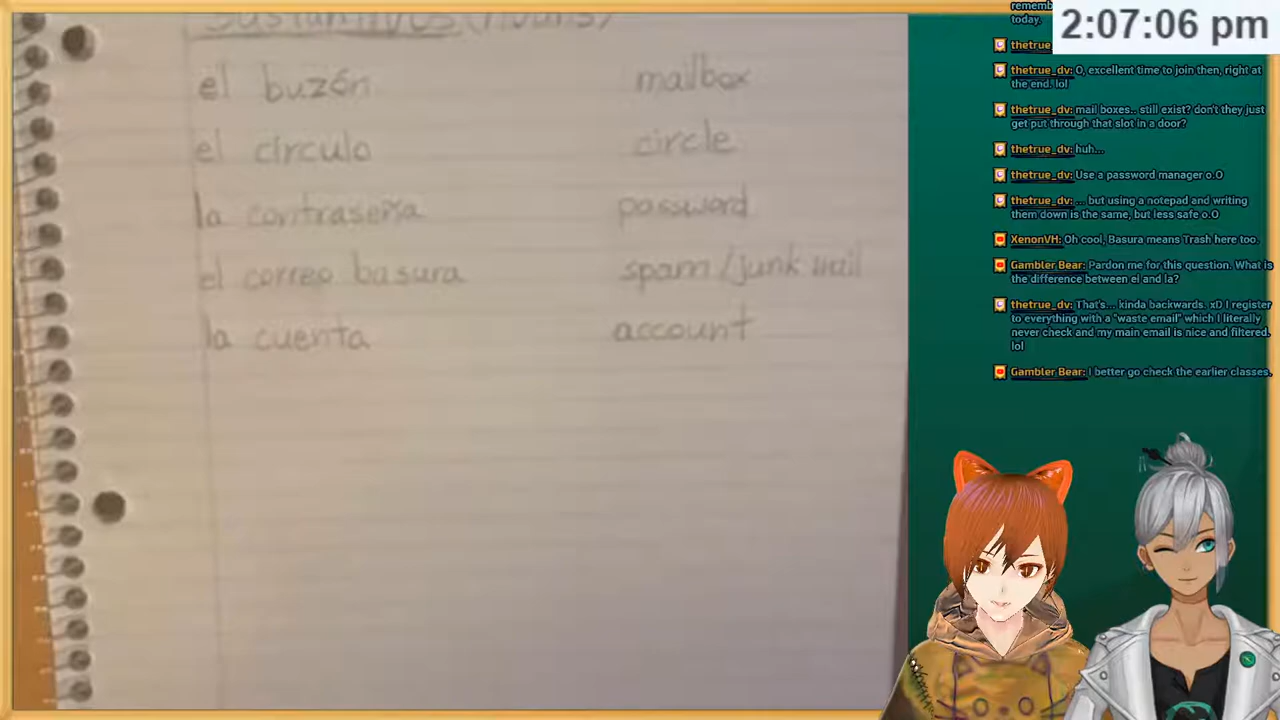 Sustantivos (Nouns)
el buzón mailbox
el círculo circle
la contraseña password
el correo basura spam/junk mail
la cuenta account
2:07:06 pm
today.
thetrue_dv: O, excellent time to join then, right at
the end. lol
thetrue_dv: mail boxes.. still exist? don't they just
get put through that slot in a door?
thetrue_dv: huh...
thetrue_dv: Use a password manager o.O
thetrue_dv: ... but using a notepad and writing
them down is the same, but less safe o.O
XenonVH: Oh cool, Basura means Trash here too.
Gambler Bear: Pardon me for this question. What is
the difference between el and la?
thetrue_dv: That's... kinda backwards. xD I register
to everything with a "waste email" which I literally
never check and my main email is nice and filtered.
lol
Gambler Bear: I better go check the earlier classes.